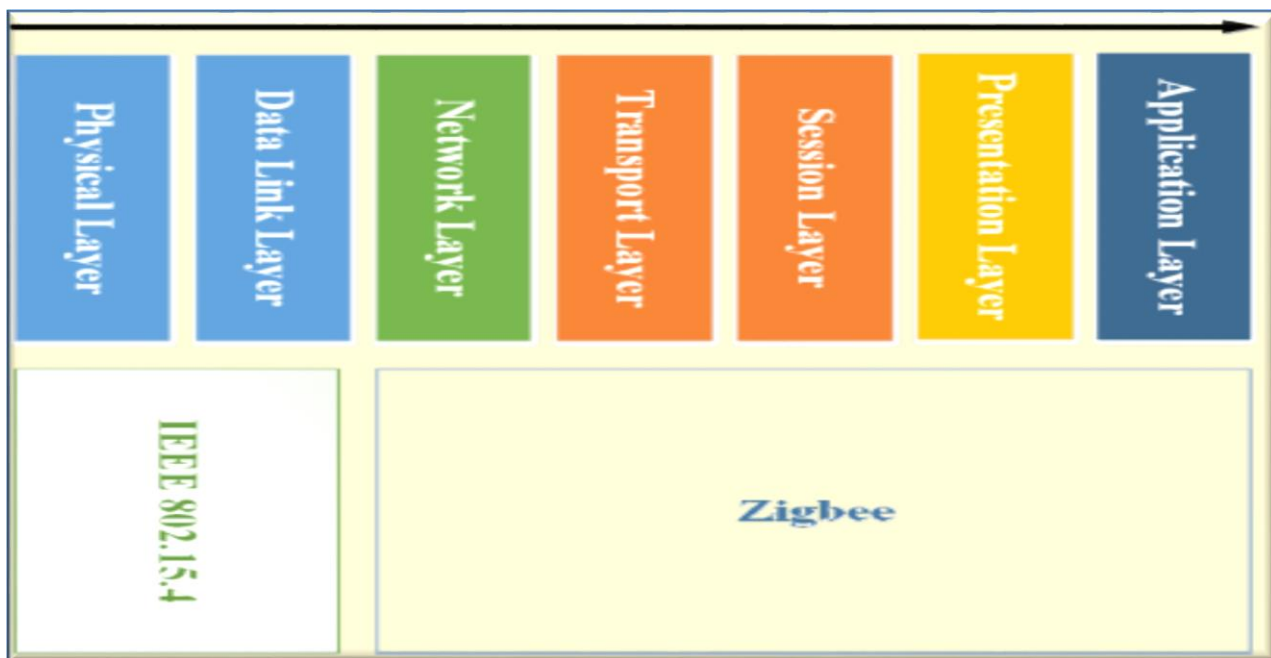 Physical Layer
Data Link Layer
Network Layer
Transport Layer
Session Layer
Presentation Layer
Application Layer
IEEE 802.15.4
Zigbee